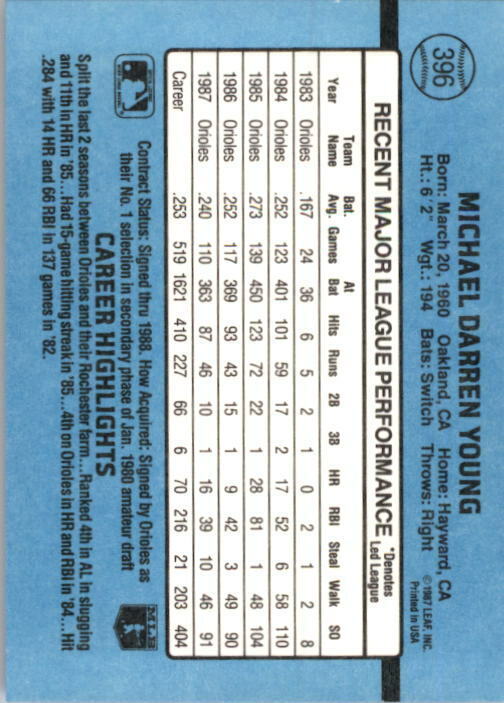 396
MICHAEL DARREN YOUNG
Born: March 20, 1960 Oakland, CA Home: Hayward, CA
Ht.: 6'2" Wgt.: 194 Bats: Switch Throws: Right
© 1987 LEAF, INC.
Printed in USA
RECENT MAJOR LEAGUE PERFORMANCE *Denotes Led League
Year Team Name Bat. Avg. Games At Bat Hits Runs 2B 3B HR RBI Steal Walk SO
1983 Orioles .167 24 36 6 5 2 1 0 2 1 2 8
1984 Orioles .252 123 401 101 59 17 2 17 52 6 58 110
1985 Orioles .273 139 450 123 72 22 1 28 81 1 48 104
1986 Orioles .252 117 369 93 43 15 1 9 42 3 49 90
1987 Orioles .240 110 363 87 46 10 1 16 39 10 46 91
Career .253 519 1621 410 227 66 6 70 216 21 203 404
Contract Status: Signed thru 1988. How Acquired: Signed by Orioles as
their No. 1 selection in secondary phase of Jan. 1980 amateur draft
MLB
CAREER HIGHLIGHTS
Split the last 2 seasons between Orioles and their Rochester farm...Ranked 4th in AL in slugging
and 11th in HR in '85...Had 15-game hitting streak in '85...4th on Orioles in HR and RBI in '84...Hit
.284 with 14 HR and 66 RBI in 137 games in '82.